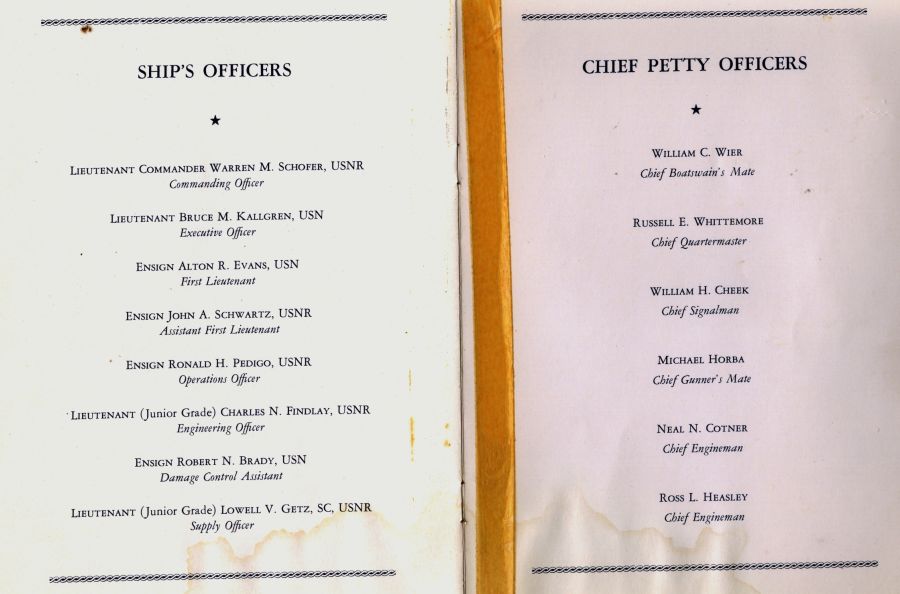 SHIP'S OFFICERS
★
LIEUTENANT COMMANDER WARREN M. SCHOFER, USNR
Commanding Officer
LIEUTENANT BRUCE M. KALLGREN, USN
Executive Officer
ENSIGN ALTON R. EVANS, USN
First Lieutenant
ENSIGN JOHN A. SCHWARTZ, USNR
Assistant First Lieutenant
ENSIGN RONALD H. PEDIGO, USNR
Operations Officer
LIEUTENANT (Junior Grade) CHARLES N. FINDLAY, USNR
Engineering Officer
ENSIGN ROBERT N. BRADY, USN
Damage Control Assistant
LIEUTENANT (Junior Grade) LOWELL V. GETZ, SC, USNR
Supply Officer
CHIEF PETTY OFFICERS
★
WILLIAM C. WIER
Chief Boatswain's Mate
RUSSELL E. WHITTEMORE
Chief Quartermaster
WILLIAM H. CHEEK
Chief Signalman
MICHAEL HORBA
Chief Gunner's Mate
NEAL N. COTNER
Chief Engineman
ROSS L. HEASLEY
Chief Engineman